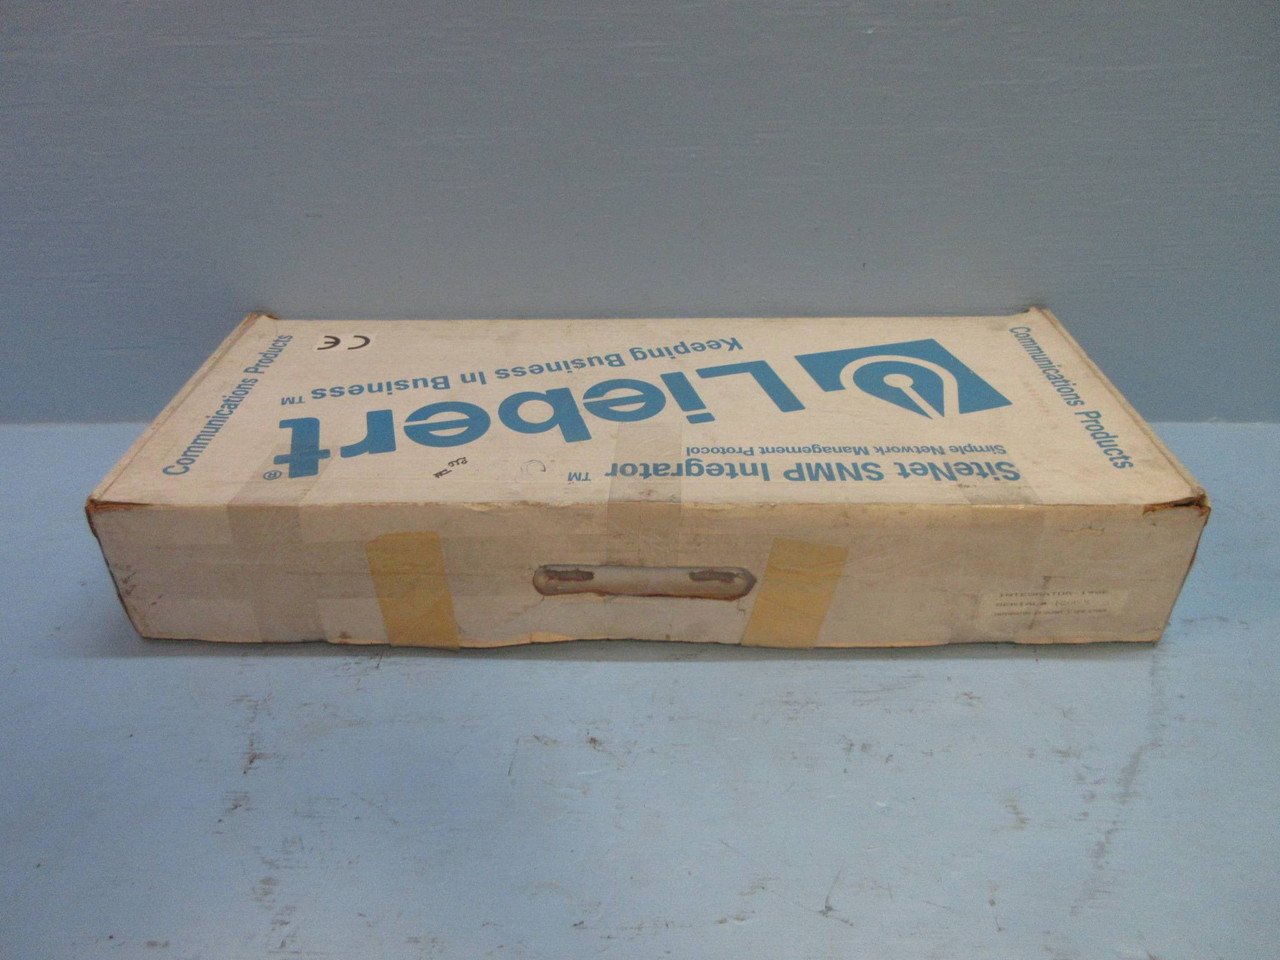 SiteNet SNMP Integrator ™
Simple Network Management Protocol
Liebert®
Keeping Business In Business ™
CE
Communications Products
Communications Products